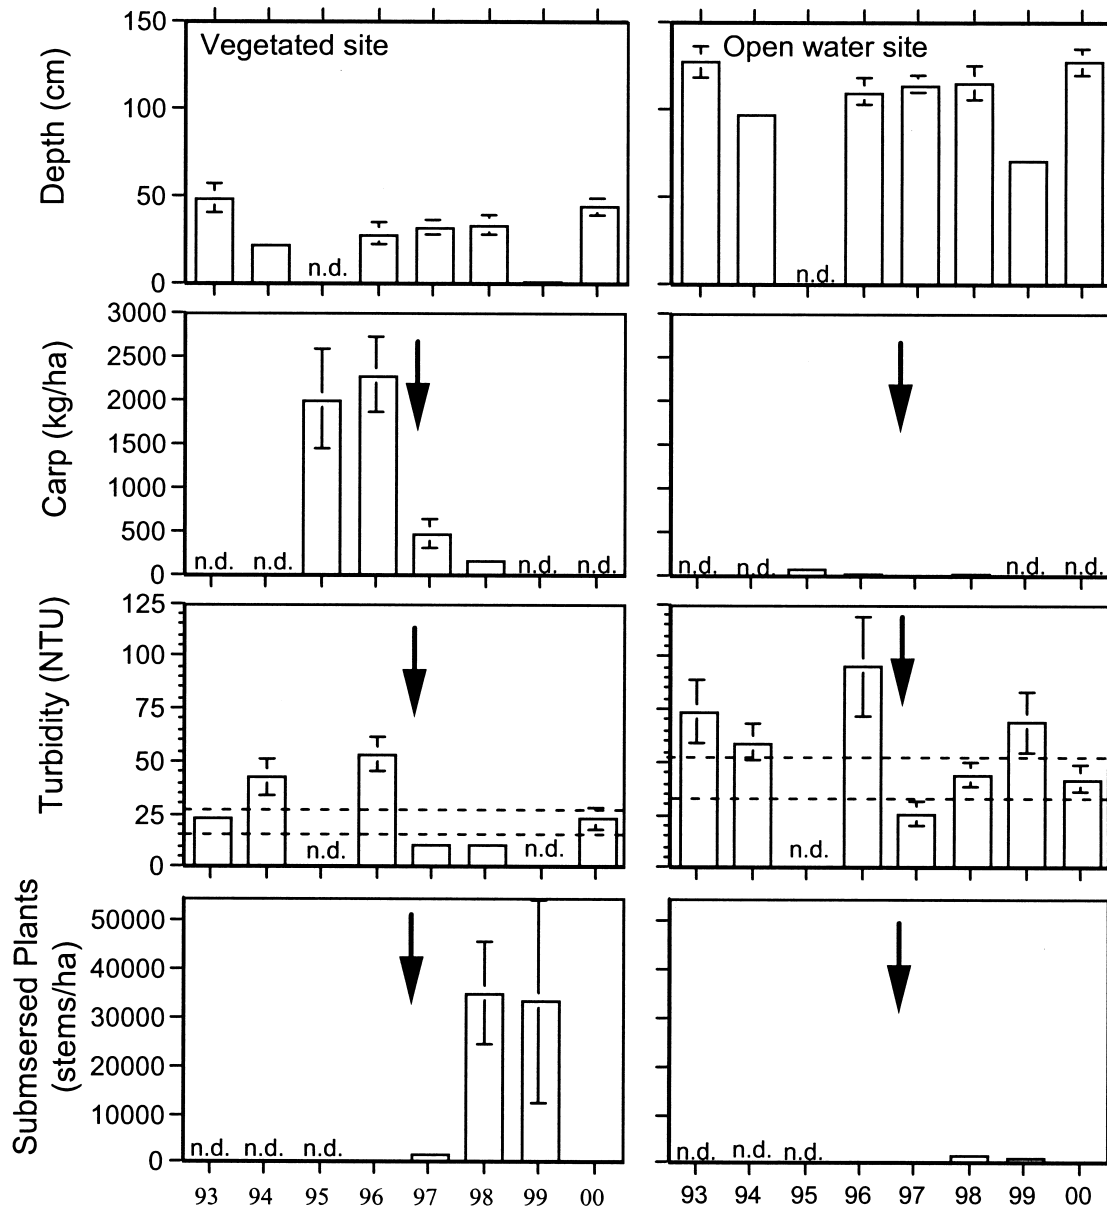 Vegetated site
Open water site
Depth (cm)
150
100
50
0
n.d.
n.d.
Carp (kg/ha)
3000
2500
2000
1500
1000
500
0
n.d. n.d. n.d. n.d.
n.d. n.d. n.d. n.d.
Turbidity (NTU)
125
100
75
50
25
0
n.d. n.d.
n.d.
Submsersed Plants
(stems/ha)
50000
40000
30000
20000
10000
0
n.d. n.d. n.d.
n.d. n.d. n.d.
93 94 95 96 97 98 99 00
93 94 95 96 97 98 99 00